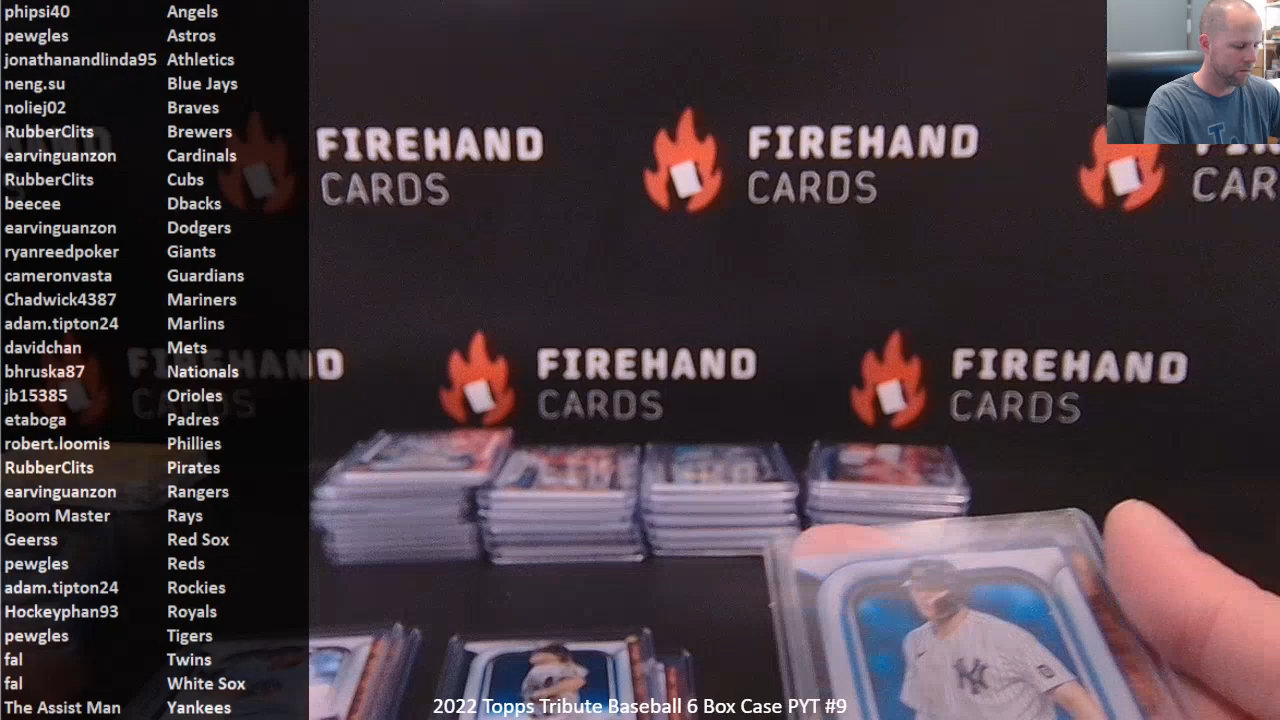 phipsi40 Angels
pewgles Astros
jonathanandlinda95 Athletics
neng.su Blue Jays
noliej02 Braves
RubberClits Brewers
earvinguanzon Cardinals
RubberClits Cubs
beecee Dbacks
earvinguanzon Dodgers
ryanreedpoker Giants
cameronvasta Guardians
Chadwick4387 Mariners
adam.tipton24 Marlins
davidchan Mets
bhruska87 Nationals
jb15385 Orioles
etaboga Padres
robert.loomis Phillies
RubberClits Pirates
earvinguanzon Rangers
Boom Master Rays
Geerss Red Sox
pewgles Reds
adam.tipton24 Rockies
Hockeyphan93 Royals
pewgles Tigers
fal Twins
fal White Sox
The Assist Man Yankees
FIREHAND
CARDS
FIREHAND
CARDS
CAR
FIREHAND
CARDS
FIREHAND
CARDS
FIREHAND
CARDS
NY
2022 Topps Tribute Baseball 6 Box Case PYT #9